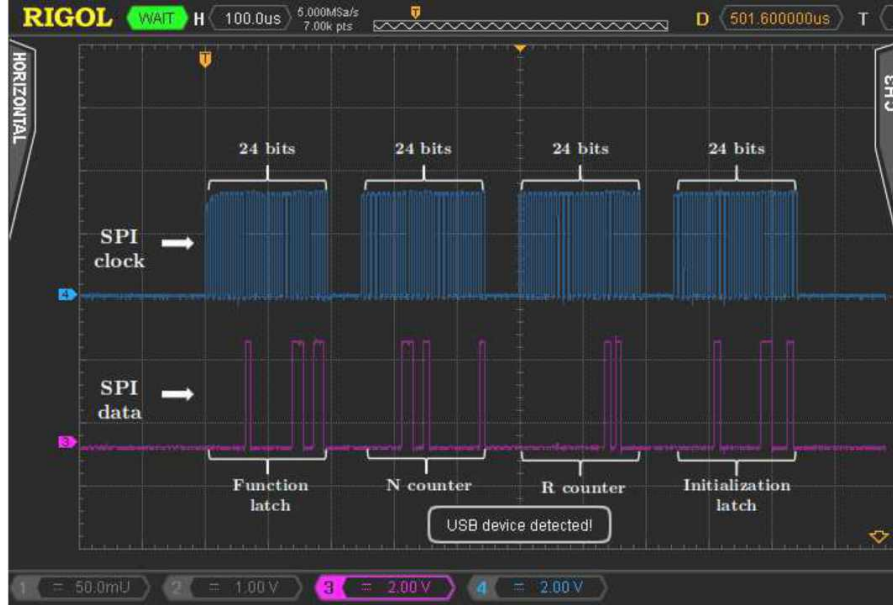 RIGOL WAIT H 100.0us 5.000MSa/s 7.00k pts D 501.600000us T
T
HORIZONTAL
CH3
T
24 bits 24 bits 24 bits 24 bits
SPI
clock
4
SPI
data
3
Function
latch
N counter
R counter
Initialization
latch
USB device detected!
1 = 50.0mU 2 = 1.00 V 3 = 2.00 V 4 = 2.00 V